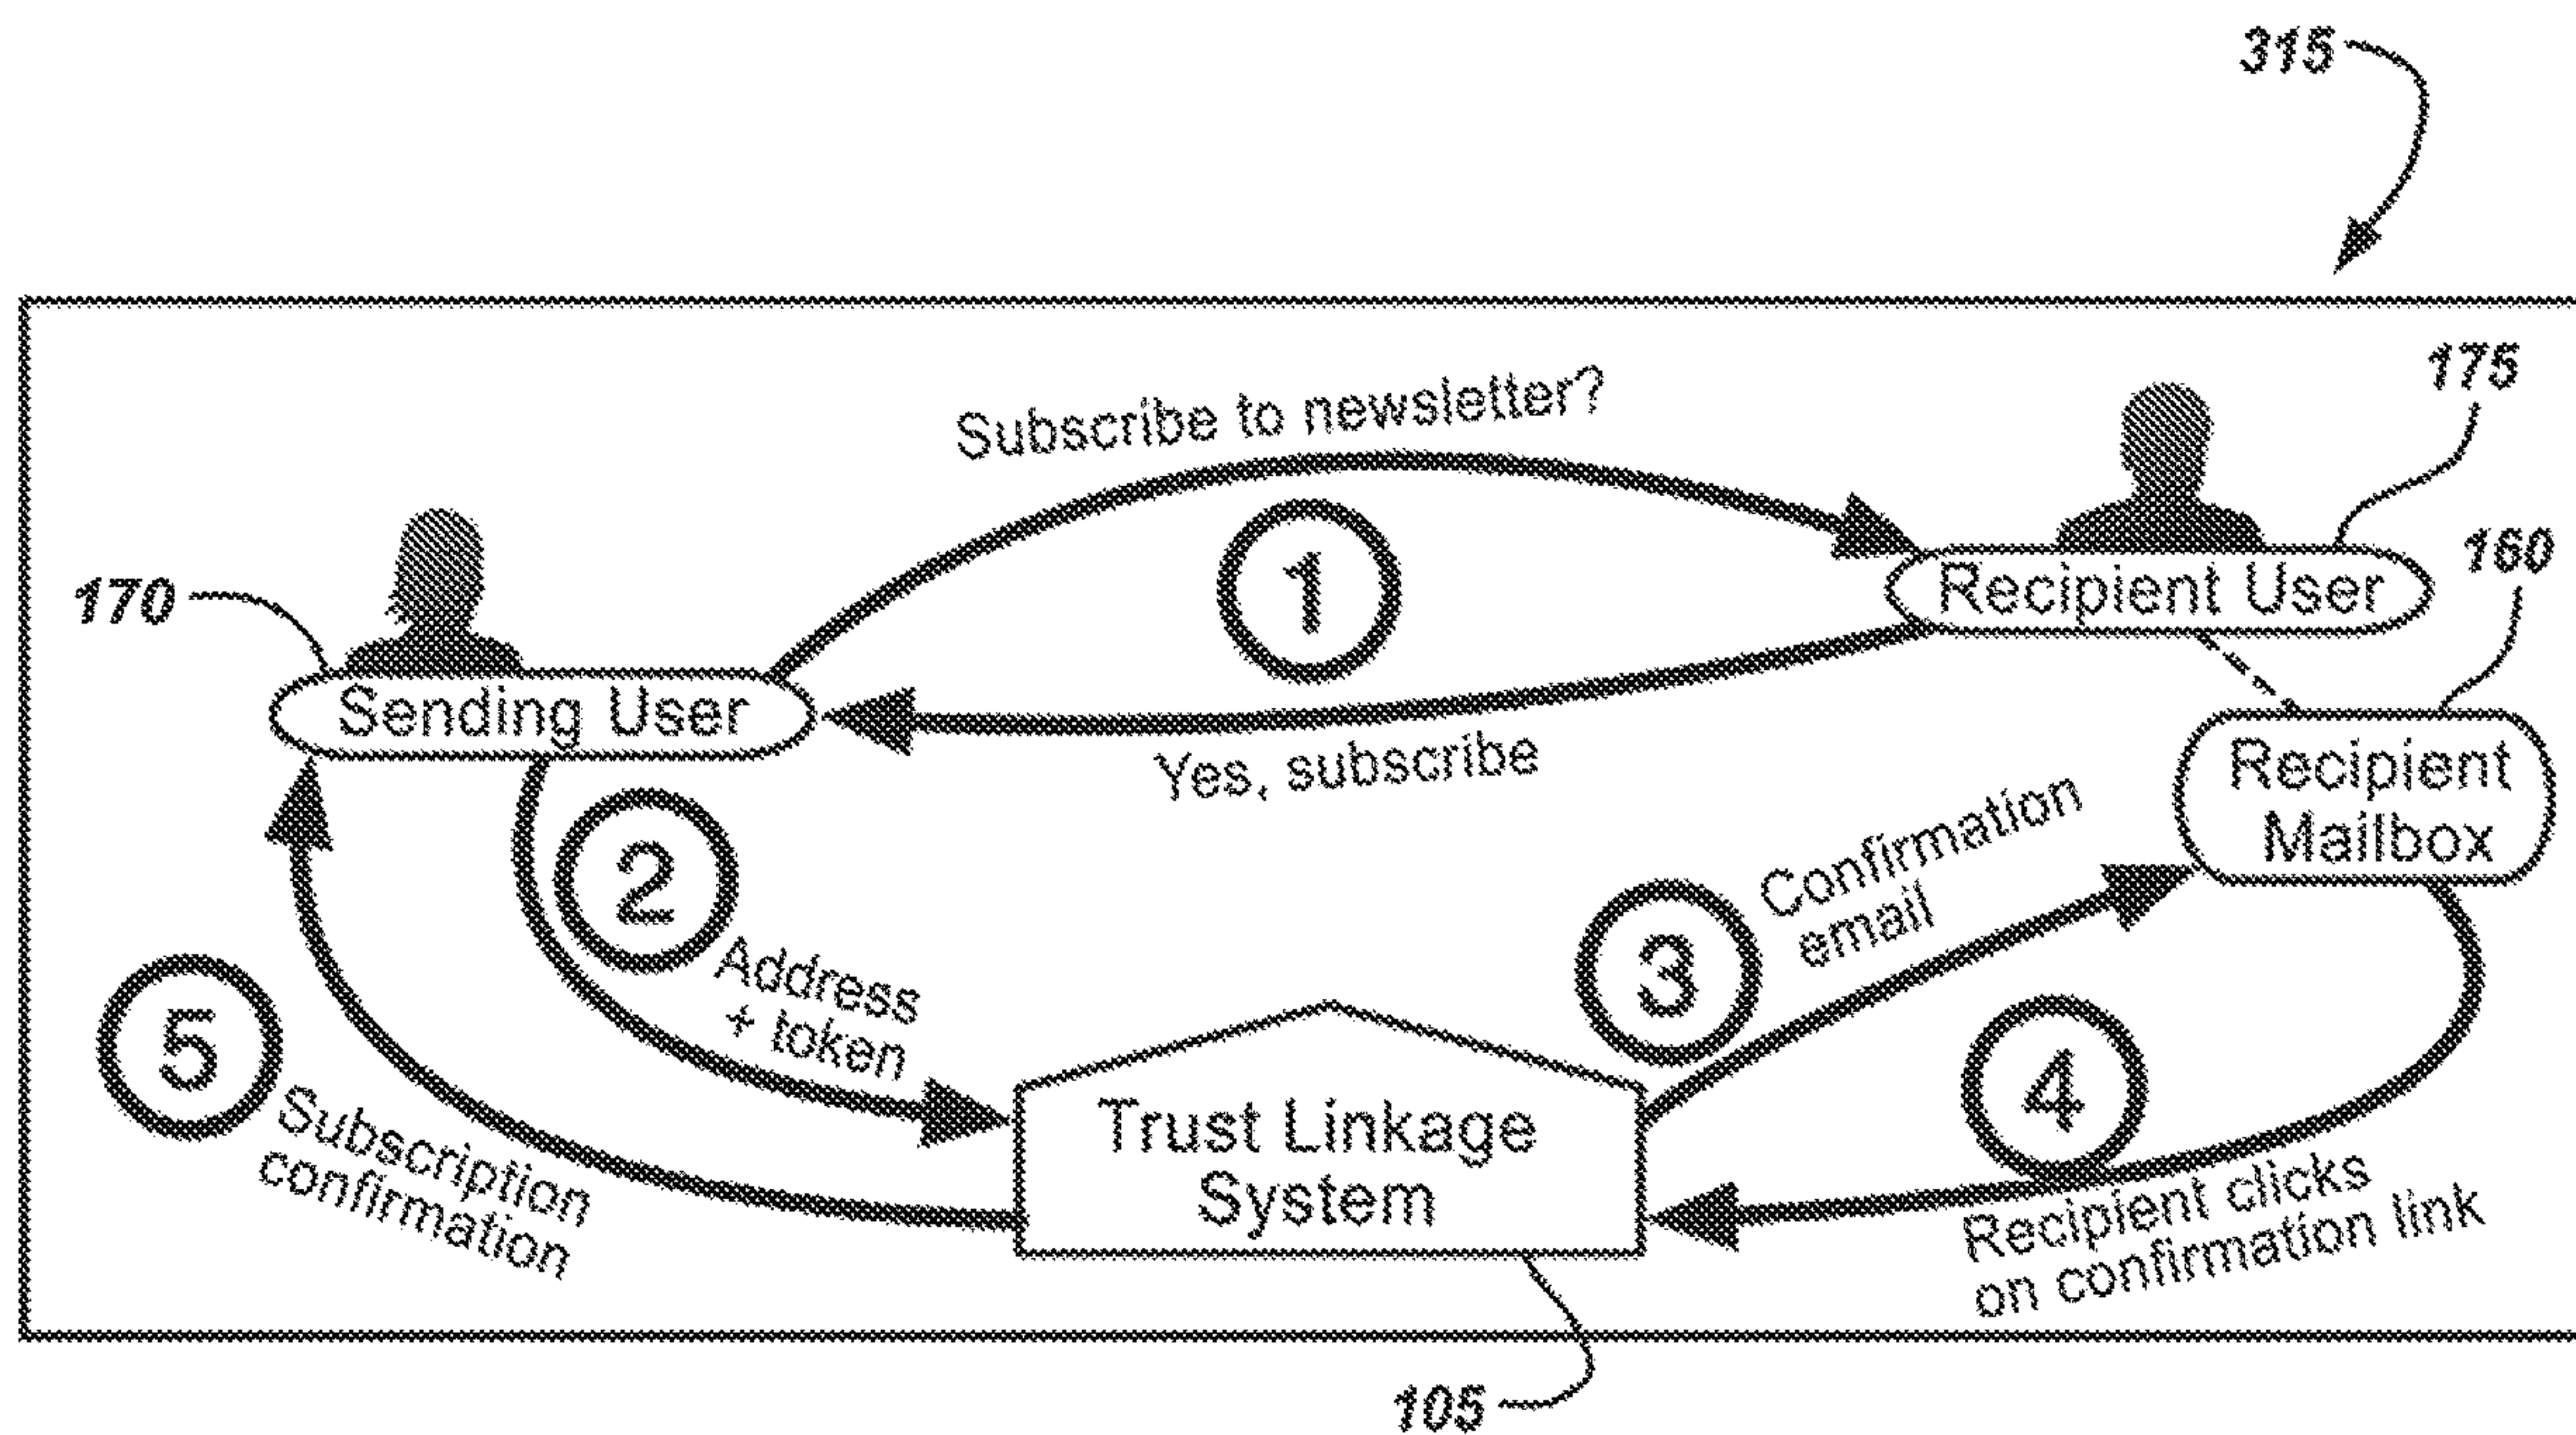 315
175
Subscribe to newsletter?
160
1
Recipient User
170
Sending User
Yes, subscribe
Recipient
Mailbox
2
Address
+ token
3
Confirmation
email
5
Subscription
confirmation
4
Trust Linkage
System
Recipient clicks
on confirmation link
105